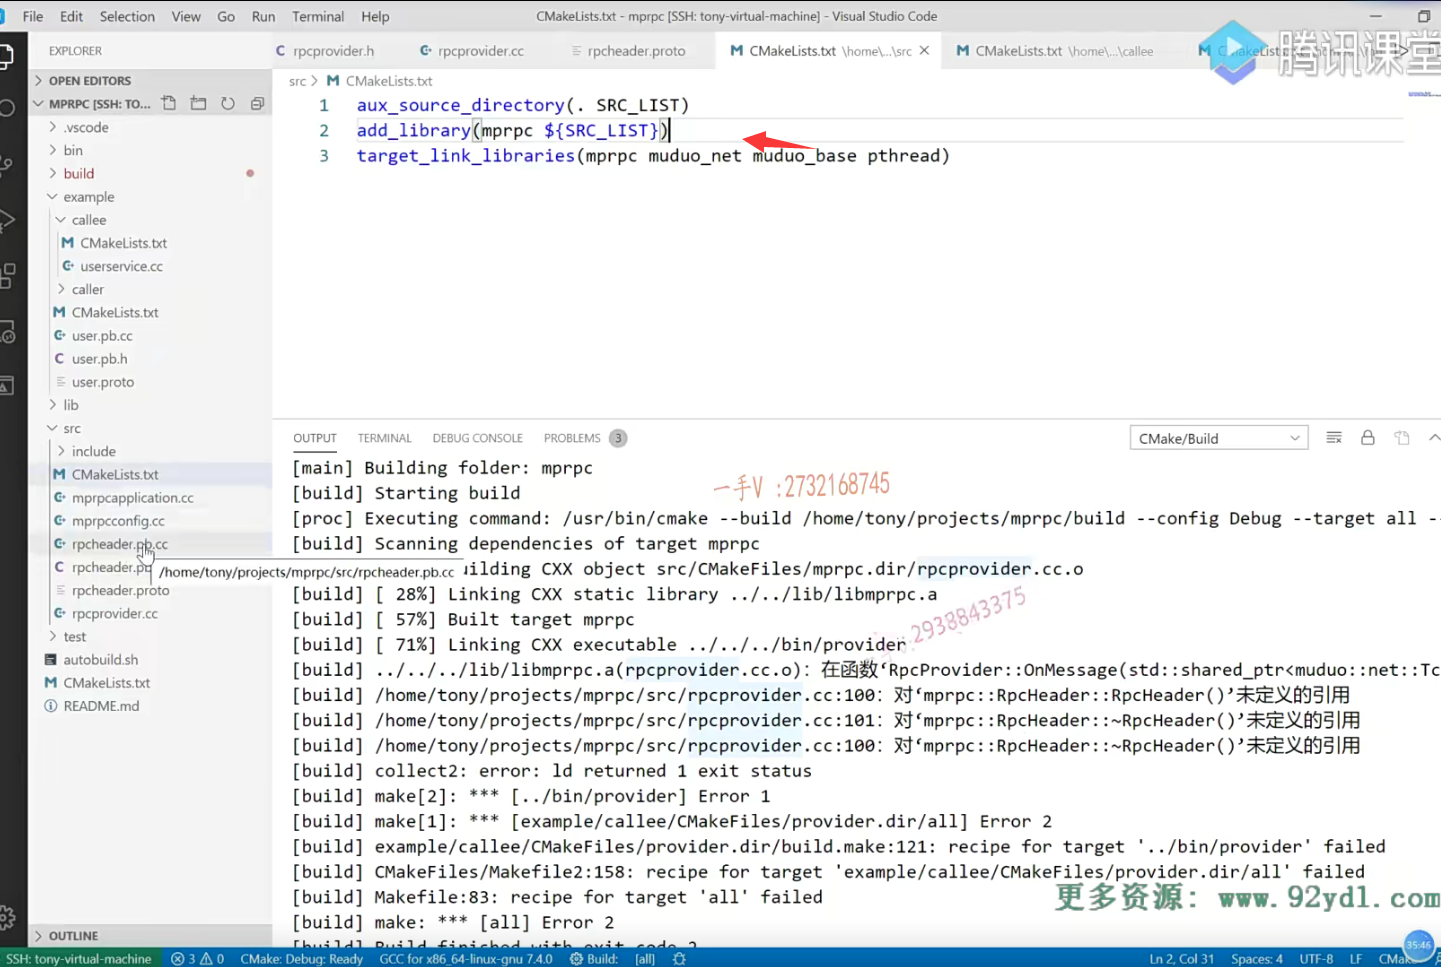 File Edit Selection View Go Run Terminal Help
CMakeLists.txt - mprpc [SSH: tony-virtual-machine] - Visual Studio Code
EXPLORER
rpcprovider.h
rpcprovider.cc
rpcheader.proto
CMakeLists.txt \home\...\src
CMakeLists.txt \home\...\callee
腾讯课堂
OPEN EDITORS
MPRPC [SSH: TO...
.vscode
bin
build
example
callee
CMakeLists.txt
userservice.cc
caller
CMakeLists.txt
user.pb.cc
user.pb.h
user.proto
lib
src
include
CMakeLists.txt
mprpcapplication.cc
mprpcconfig.cc
rpcheader.pb.cc
rpcheader.pb
rpcheader.proto
rpcprovider.cc
test
autobuild.sh
CMakeLists.txt
README.md
OUTLINE
src > CMakeLists.txt
1 aux_source_directory(. SRC_LIST)
2 add_library(mprpc ${SRC_LIST})
3 target_link_libraries(mprpc muduo_net muduo_base pthread)
OUTPUT TERMINAL DEBUG CONSOLE PROBLEMS 3
CMake/Build
[main] Building folder: mprpc
[build] Starting build
一手V :2732168745
[proc] Executing command: /usr/bin/cmake --build /home/tony/projects/mprpc/build --config Debug --target all --
[build] Scanning dependencies of target mprpc
/home/tony/projects/mprpc/src/rpcheader.pb.cc
ilding CXX object src/CMakeFiles/mprpc.dir/rpcprovider.cc.o
[build] [ 28%] Linking CXX static library ../../lib/libmprpc.a
[build] [ 57%] Built target mprpc
2938843375
[build] [ 71%] Linking CXX executable ../../../bin/provider
[build] ../../../lib/libmprpc.a(rpcprovider.cc.o)：在函数‘RpcProvider::OnMessage(std::shared_ptr<muduo::net::Tc
[build] /home/tony/projects/mprpc/src/rpcprovider.cc:100：对‘mprpc::RpcHeader::RpcHeader()’未定义的引用
[build] /home/tony/projects/mprpc/src/rpcprovider.cc:101：对‘mprpc::RpcHeader::~RpcHeader()’未定义的引用
[build] /home/tony/projects/mprpc/src/rpcprovider.cc:100：对‘mprpc::RpcHeader::~RpcHeader()’未定义的引用
[build] collect2: error: ld returned 1 exit status
[build] make[2]: *** [../bin/provider] Error 1
[build] make[1]: *** [example/callee/CMakeFiles/provider.dir/all] Error 2
[build] example/callee/CMakeFiles/provider.dir/build.make:121: recipe for target '../bin/provider' failed
[build] CMakeFiles/Makefile2:158: recipe for target 'example/callee/CMakeFiles/provider.dir/all' failed
[build] Makefile:83: recipe for target 'all' failed
更多资源：www.92ydl.com
[build] make: *** [all] Error 2
[build] Build finished with exit code 2
35:46
SSH: tony-virtual-machine 3 0 CMake: Debug: Ready GCC for x86_64-linux-gnu 7.4.0 Build: [all] Ln 2, Col 31 Spaces: 4 UTF-8 LF CMak